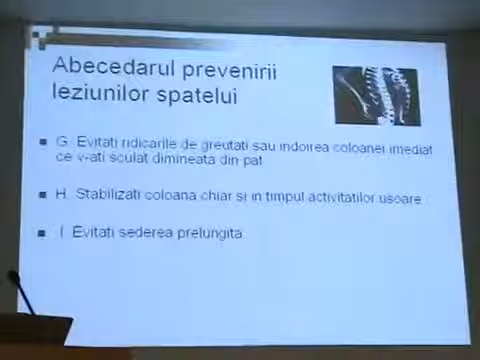 Abecedarul prevenirii
leziunilor spatelui
G. Evitati ridicarile de greutati sau indoirea coloanei imediat
ce v-ati sculat dimineata din pat
H. Stabilizati coloana chiar si in timpul activitatilor usoare
I. Evitati sederea prelungita